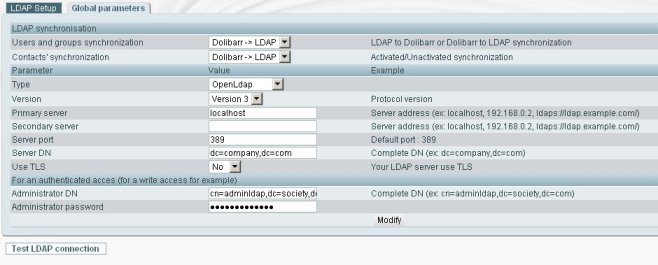 LDAP Setup Global parameters
LDAP synchronisation
Users and groups synchronization Dolibarr -> LDAP LDAP to Dolibarr or Dolibarr to LDAP synchronization
Contacts' synchronization Dolibarr -> LDAP Activated/Unactivated synchronization
Parameter Value Example
Type OpenLdap
Version Version 3 Protocol version
Primary server localhost Server address (ex: localhost, 192.168.0.2, ldaps://ldap.example.com/)
Secondary server Server address (ex: localhost, 192.168.0.2, ldaps://ldap.example.com/)
Server port 389 Default port : 389
Server DN dc=company,dc=com Complete DN (ex: dc=company,dc=com)
Use TLS No Your LDAP server use TLS
For an authenticated acces (for a write access for example)
Administrator DN cn=adminldap,dc=society,d Complete DN (ex: cn=adminldap,dc=society,dc=com)
Administrator password •••••••••••••
Modify
Test LDAP connection